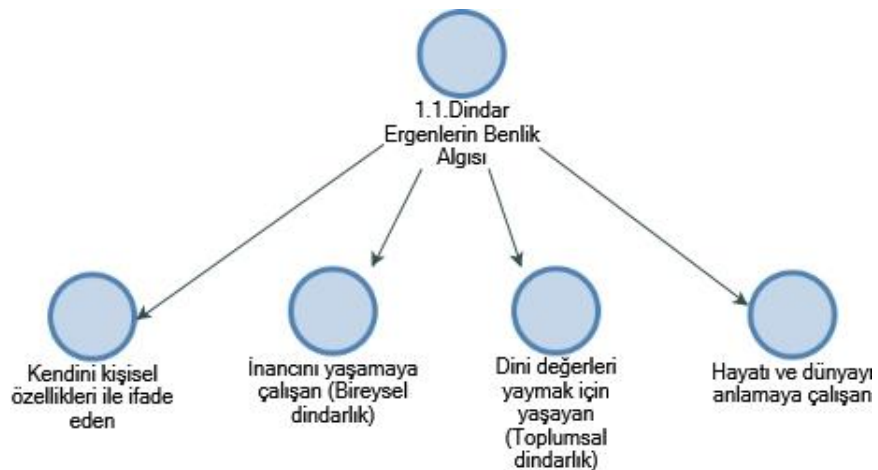 1.1.Dindar
Ergenlerin Benlik
Algısı
Kendini kişisel
özellikleri ile ifade
eden
İnancını yaşamaya
çalışan (Bireysel
dindarlık)
Dini değerleri
yaymak için
yaşayan
(Toplumsal
dindarlık)
Hayatı ve dünyayı
anlamaya çalışan